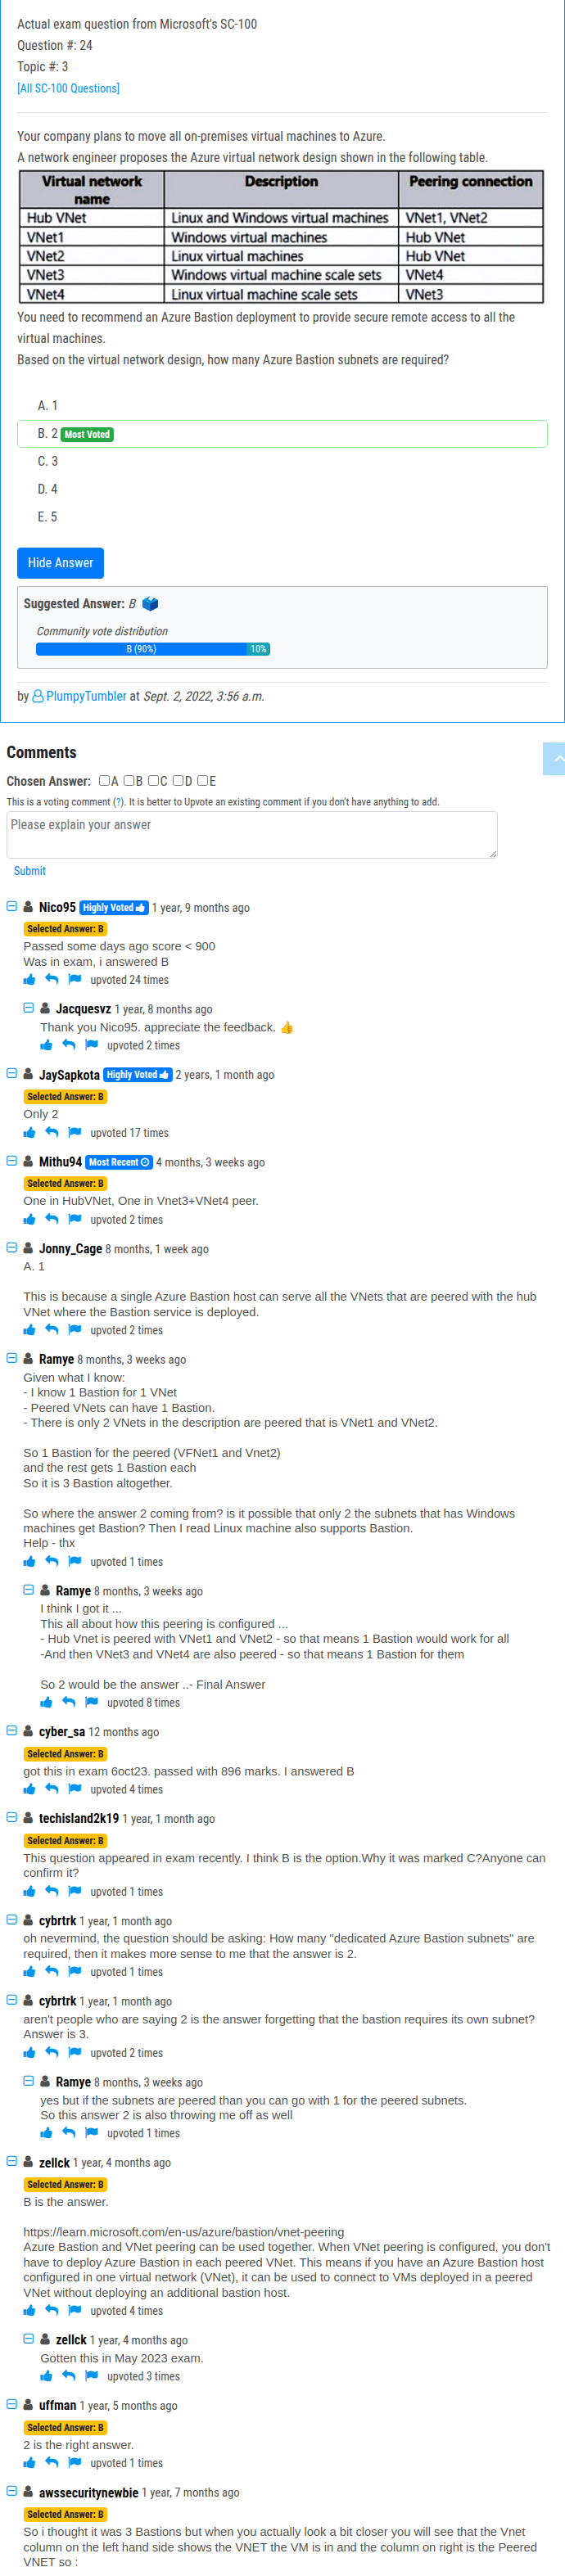 Actual exam question from Microsoft's SC-100
Question #: 24
Topic #: 3
[All SC-100 Questions]
Your company plans to move all on-premises virtual machines to Azure.
A network engineer proposes the Azure virtual network design shown in the following table.
Virtual network name | Description | Peering connection
Hub VNet | Linux and Windows virtual machines | VNet1, VNet2
VNet1 | Windows virtual machines | Hub VNet
VNet2 | Linux virtual machines | Hub VNet
VNet3 | Windows virtual machine scale sets | VNet4
VNet4 | Linux virtual machine scale sets | VNet3
You need to recommend an Azure Bastion deployment to provide secure remote access to all the
virtual machines.
Based on the virtual network design, how many Azure Bastion subnets are required?
A. 1
B. 2 Most Voted
C. 3
D. 4
E. 5
Hide Answer
Suggested Answer: B
Community vote distribution
B (90%) 10%
by PlumpyTumbler at Sept. 2, 2022, 3:56 a.m.
Comments
Chosen Answer: A B C D E
This is a voting comment (?). It is better to Upvote an existing comment if you don't have anything to add.
Please explain your answer
Submit
Nico95 Highly Voted 1 year, 9 months ago
Selected Answer: B
Passed some days ago score < 900
Was in exam, i answered B
upvoted 24 times
Jacquesvz 1 year, 8 months ago
Thank you Nico95. appreciate the feedback. 👍
upvoted 2 times
JaySapkota Highly Voted 2 years, 1 month ago
Selected Answer: B
Only 2
upvoted 17 times
Mithu94 Most Recent 4 months, 3 weeks ago
Selected Answer: B
One in HubVNet, One in Vnet3+VNet4 peer.
upvoted 2 times
Jonny_Cage 8 months, 1 week ago
A. 1
This is because a single Azure Bastion host can serve all the VNets that are peered with the hub
VNet where the Bastion service is deployed.
upvoted 2 times
Ramye 8 months, 3 weeks ago
Given what I know:
- I know 1 Bastion for 1 VNet
- Peered VNets can have 1 Bastion.
- There is only 2 VNets in the description are peered that is VNet1 and VNet2.
So 1 Bastion for the peered (VFNet1 and Vnet2)
and the rest gets 1 Bastion each
So it is 3 Bastion altogether.
So where the answer 2 coming from? is it possible that only 2 the subnets that has Windows
machines get Bastion? Then I read Linux machine also supports Bastion.
Help - thx
upvoted 1 times
Ramye 8 months, 3 weeks ago
I think I got it ...
This all about how this peering is configured ...
- Hub Vnet is peered with VNet1 and VNet2 - so that means 1 Bastion would work for all
-And then VNet3 and VNet4 are also peered - so that means 1 Bastion for them
So 2 would be the answer ..- Final Answer
upvoted 8 times
cyber_sa 12 months ago
Selected Answer: B
got this in exam 6oct23. passed with 896 marks. I answered B
upvoted 4 times
techisland2k19 1 year, 1 month ago
Selected Answer: B
This question appeared in exam recently. I think B is the option.Why it was marked C?Anyone can
confirm it?
upvoted 1 times
cybrtrk 1 year, 1 month ago
oh nevermind, the question should be asking: How many "dedicated Azure Bastion subnets" are
required, then it makes more sense to me that the answer is 2.
upvoted 1 times
cybrtrk 1 year, 1 month ago
aren't people who are saying 2 is the answer forgetting that the bastion requires its own subnet?
Answer is 3.
upvoted 2 times
Ramye 8 months, 3 weeks ago
yes but if the subnets are peered than you can go with 1 for the peered subnets.
So this answer 2 is also throwing me off as well
upvoted 1 times
zellck 1 year, 4 months ago
Selected Answer: B
B is the answer.
https://learn.microsoft.com/en-us/azure/bastion/vnet-peering
Azure Bastion and VNet peering can be used together. When VNet peering is configured, you don't
have to deploy Azure Bastion in each peered VNet. This means if you have an Azure Bastion host
configured in one virtual network (VNet), it can be used to connect to VMs deployed in a peered
VNet without deploying an additional bastion host.
upvoted 4 times
zellck 1 year, 4 months ago
Gotten this in May 2023 exam.
upvoted 3 times
uffman 1 year, 5 months ago
Selected Answer: B
2 is the right answer.
upvoted 1 times
awssecuritynewbie 1 year, 7 months ago
Selected Answer: B
So i thought it was 3 Bastions but when you actually look a bit closer you will see that the Vnet
column on the left hand side shows the VNET the VM is in and the column on right is the Peered
VNET so :